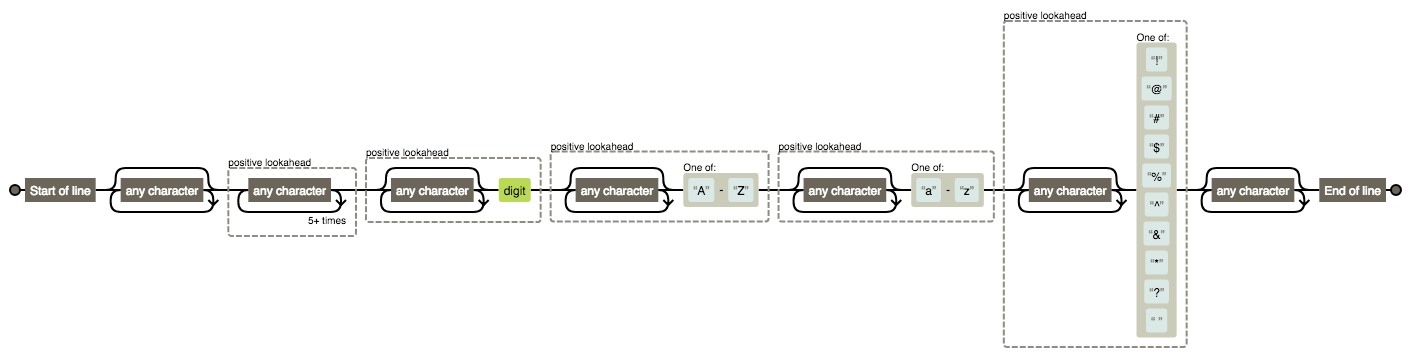 positive lookahead
One of:
“!”
“@”
“#”
“$”
“%”
“^”
“&”
“*”
“?”
“ ”
positive lookahead
positive lookahead
positive lookahead
positive lookahead
One of:
One of:
Start of line any character any character any character digit any character “A” - “Z” any character “a” - “z” any character any character End of line
5+ times